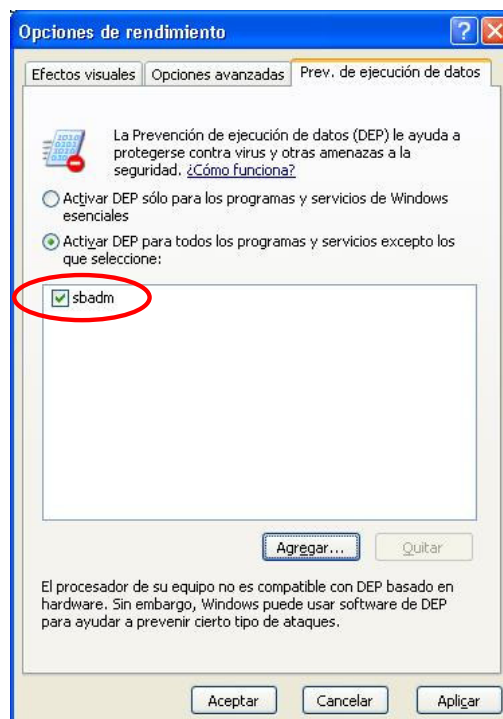 Opciones de rendimiento
Efectos visuales
Opciones avanzadas
Prev. de ejecución de datos
La Prevención de ejecución de datos (DEP) le ayuda a
protegerse contra virus y otras amenazas a la
seguridad. ¿Cómo funciona?
Activar DEP sólo para los programas y servicios de Windows
esenciales
Activar DEP para todos los programas y servicios excepto los
que seleccione:
sbadm
Agregar...
Quitar
El procesador de su equipo no es compatible con DEP basado en
hardware. Sin embargo, Windows puede usar software de DEP
para ayudar a prevenir cierto tipo de ataques.
Aceptar
Cancelar
Aplicar